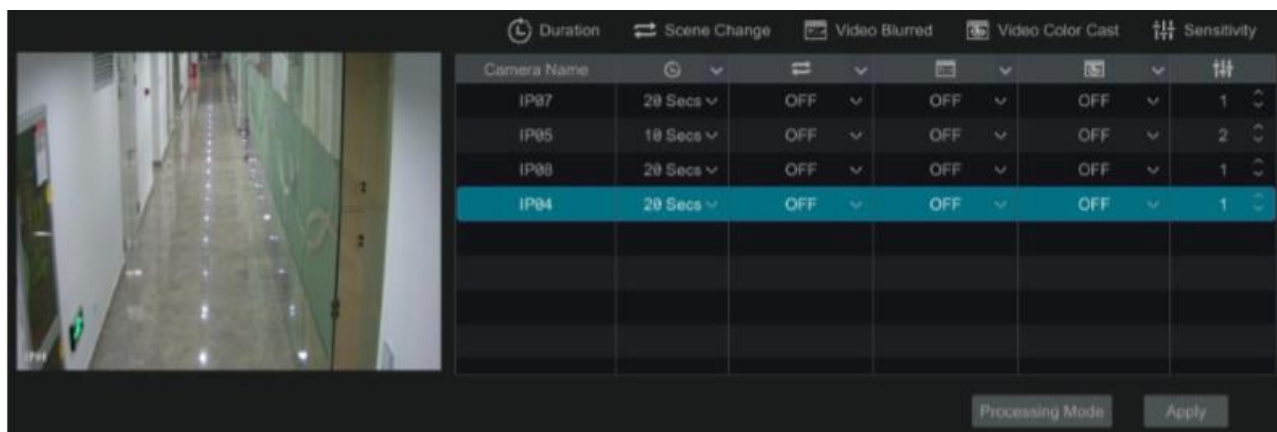 Duration Scene Change Video Blurred Video Color Cast Sensitivity
Camera Name
IP07 20 Secs OFF OFF OFF 1
IP05 10 Secs OFF OFF OFF 2
IP08 20 Secs OFF OFF OFF 1
IP04 20 Secs OFF OFF OFF 1
IP04
Processing Mode Apply